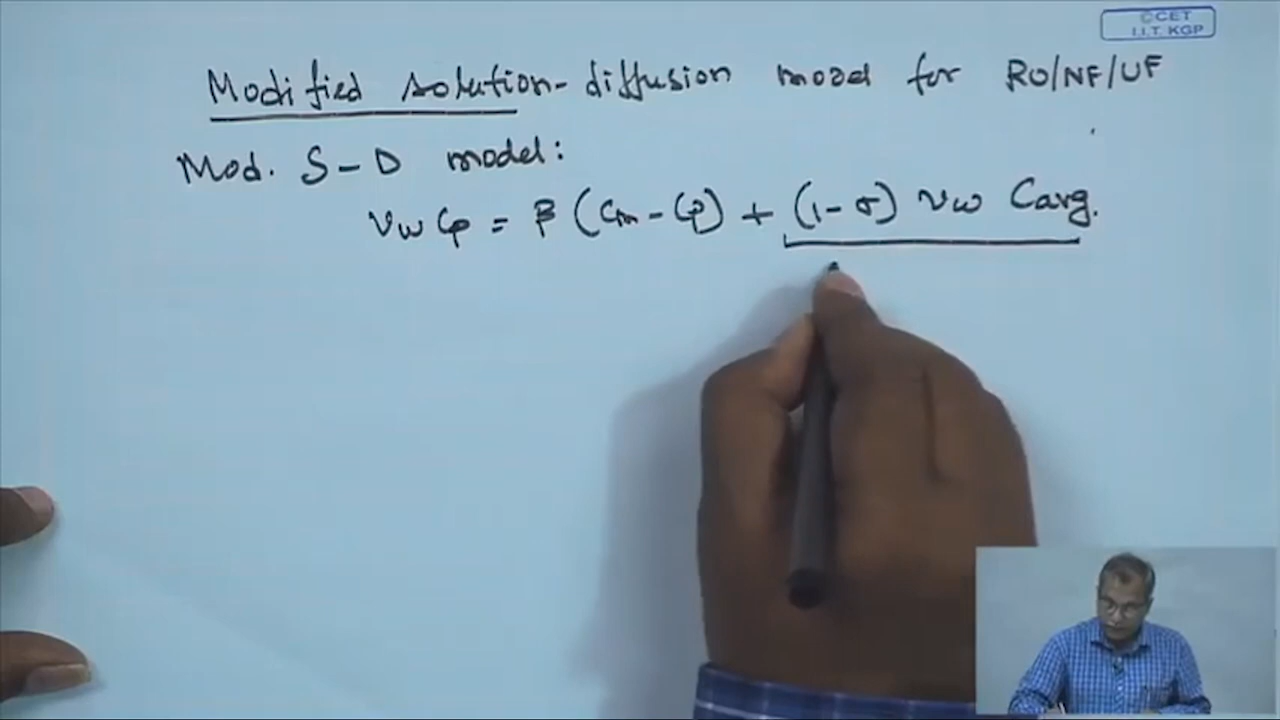 ©CET
I.I.T. KGP
Modified solution-diffusion model for RO/NF/UF
Mod. S-D model:
vw Cp = β (Cm - Cp) + (1-σ) vw Cavg.